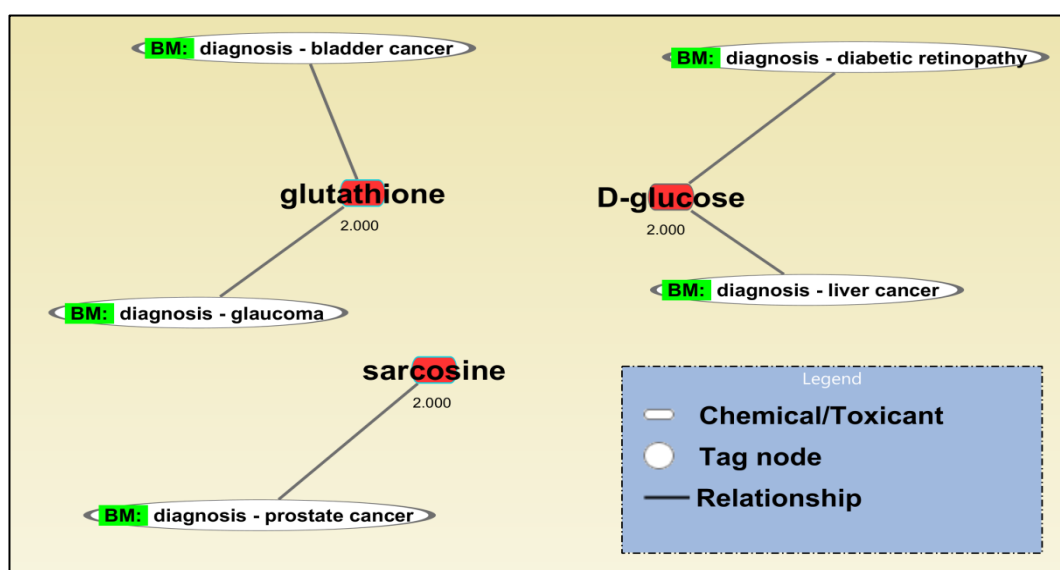 BM: diagnosis - bladder cancer
BM: diagnosis - diabetic retinopathy
glutathione
2.000
D-glucose
2.000
BM: diagnosis - glaucoma
BM: diagnosis - liver cancer
sarcosine
2.000
BM: diagnosis - prostate cancer
Legend
Chemical/Toxicant
Tag node
Relationship